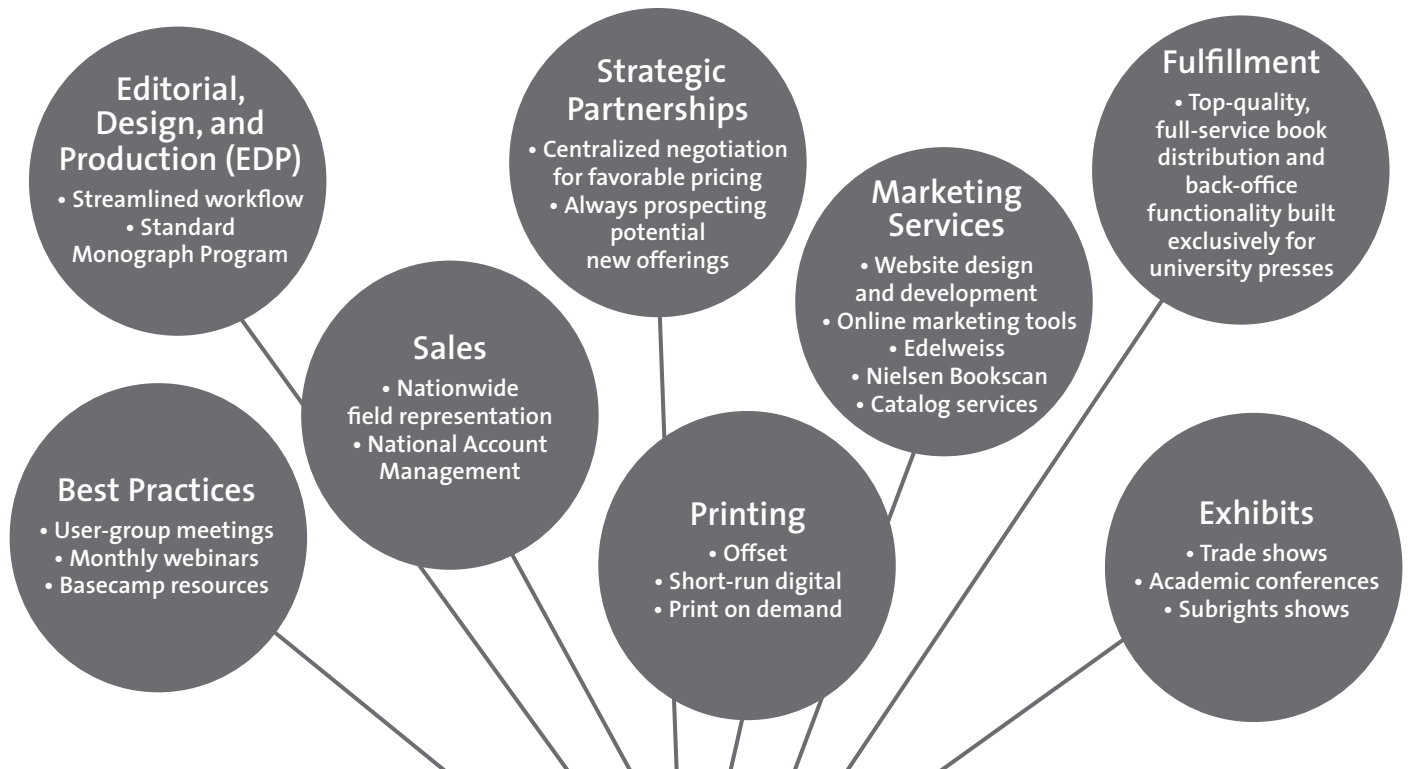 Editorial,
Design, and
Production (EDP)
• Streamlined workflow
• Standard
Monograph Program
Strategic
Partnerships
• Centralized negotiation
for favorable pricing
• Always prospecting
potential
new offerings
Fulfillment
• Top-quality,
full-service book
distribution and
back-office
functionality built
exclusively for
university presses
Marketing
Services
• Website design
and development
• Online marketing tools
• Edelweiss
• Nielsen Bookscan
• Catalog services
Sales
• Nationwide
field representation
• National Account
Management
Best Practices
• User-group meetings
• Monthly webinars
• Basecamp resources
Printing
• Offset
• Short-run digital
• Print on demand
Exhibits
• Trade shows
• Academic conferences
• Subrights shows